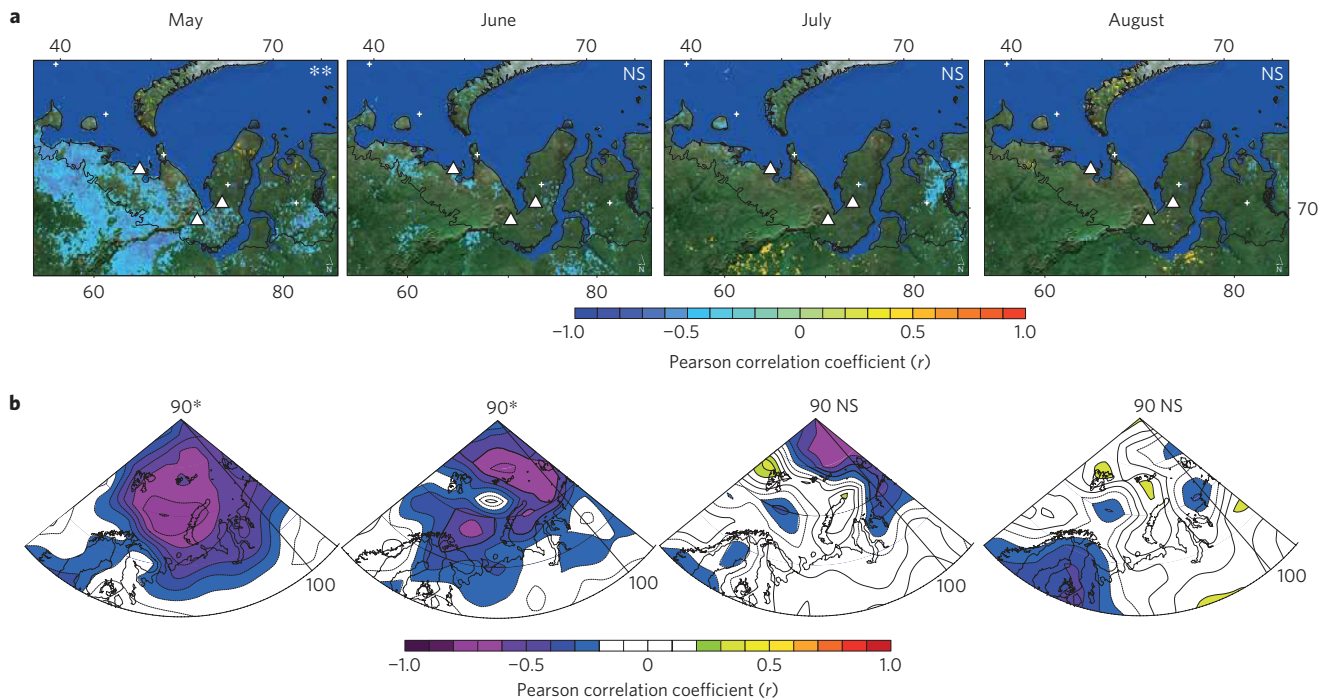 a
May June July August
40 70 40 70 40 70 40 70
** NS NS NS
N N N N
70
60 80 60 80 60 80 60 80
−1.0 −0.5 0 0.5 1.0
Pearson correlation coefficient (r)
b
90* 90* 90 NS 90 NS
100 100 100 100
−1.0 −0.5 0 0.5 1.0
Pearson correlation coefficient (r)